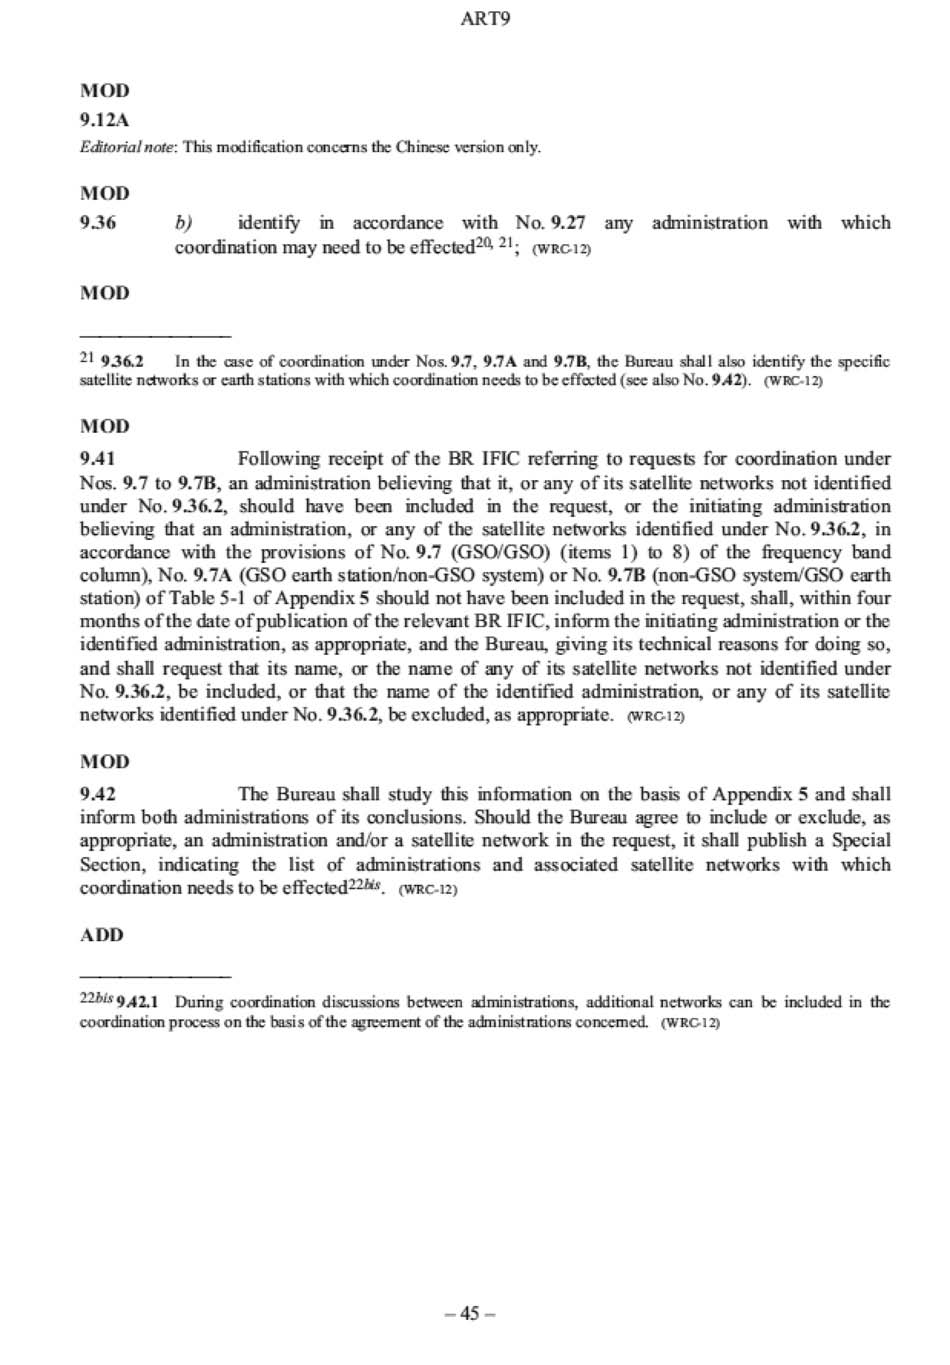 ART9
MOD
9.12A
Editorial note: This modification concerns the Chinese version only.
MOD
9.36 b) identify in accordance with No. 9.27 any administration with which
coordination may need to be effected20, 21; (WRC-12)
MOD
21 9.36.2 In the case of coordination under Nos. 9.7, 9.7A and 9.7B, the Bureau shall also identify the specific
satellite networks or earth stations with which coordination needs to be effected (see also No. 9.42). (WRC-12)
MOD
9.41 Following receipt of the BR IFIC referring to requests for coordination under
Nos. 9.7 to 9.7B, an administration believing that it, or any of its satellite networks not identified
under No. 9.36.2, should have been included in the request, or the initiating administration
believing that an administration, or any of the satellite networks identified under No. 9.36.2, in
accordance with the provisions of No. 9.7 (GSO/GSO) (items 1) to 8) of the frequency band
column), No. 9.7A (GSO earth station/non-GSO system) or No. 9.7B (non-GSO system/GSO earth
station) of Table 5-1 of Appendix 5 should not have been included in the request, shall, within four
months of the date of publication of the relevant BR IFIC, inform the initiating administration or the
identified administration, as appropriate, and the Bureau, giving its technical reasons for doing so,
and shall request that its name, or the name of any of its satellite networks not identified under
No. 9.36.2, be included, or that the name of the identified administration, or any of its satellite
networks identified under No. 9.36.2, be excluded, as appropriate. (WRC-12)
MOD
9.42 The Bureau shall study this information on the basis of Appendix 5 and shall
inform both administrations of its conclusions. Should the Bureau agree to include or exclude, as
appropriate, an administration and/or a satellite network in the request, it shall publish a Special
Section, indicating the list of administrations and associated satellite networks with which
coordination needs to be effected22bis. (WRC-12)
ADD
22bis 9.42.1 During coordination discussions between administrations, additional networks can be included in the
coordination process on the basis of the agreement of the administrations concerned. (WRC-12)
– 45 –